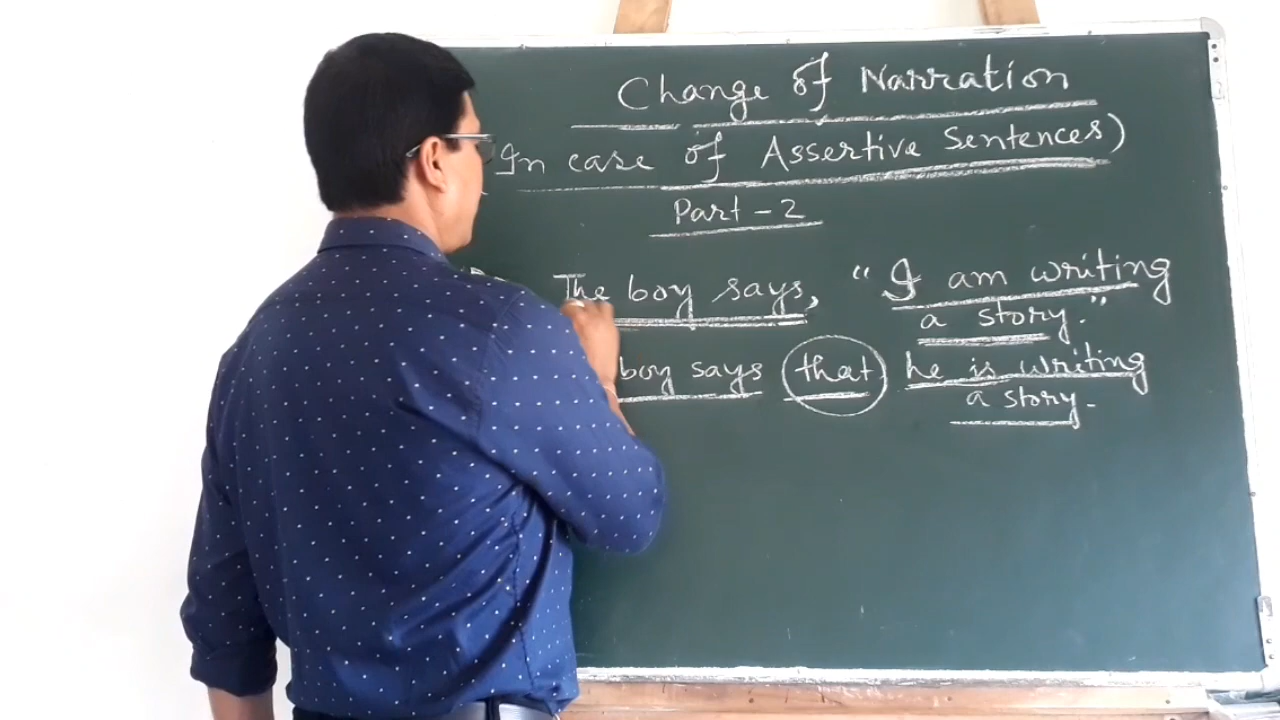 Change of Narration
In case of Assertive Sentences)
Part - 2
The boy says, "I am writing
a story."
boy says that he is writing
a story.